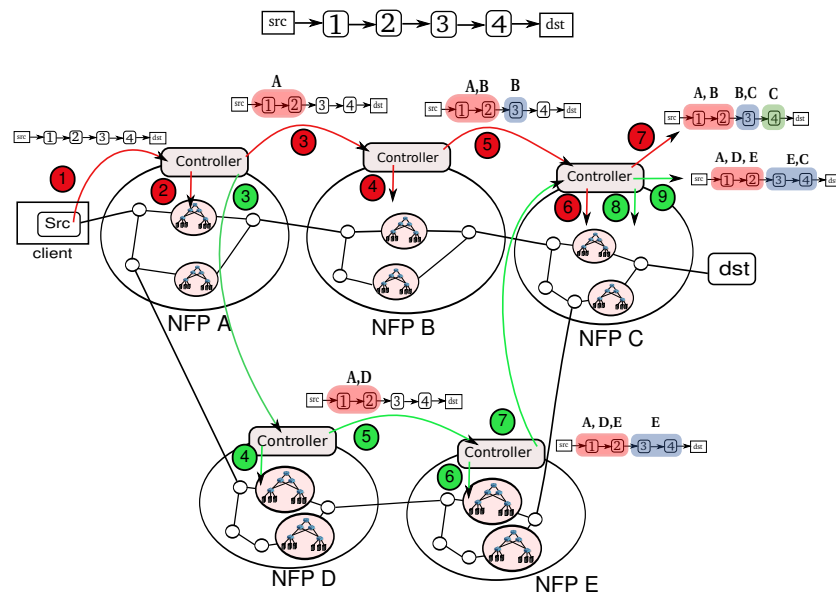 src 1 2 3 4 dst
A
src 1 2 3 4 dst
A,B B
src 1 2 3 4 dst
A, B B,C C
src 1 2 3 4 dst
src 1 2 3 4 dst
A, D, E E,C
src 1 2 3 4 dst
1
2
3
3
4
5
6
7
8
9
Controller
Controller
Controller
Src
client
dst
NFP A
NFP B
NFP C
A,D
src 1 2 3 4 dst
A, D,E E
src 1 2 3 4 dst
4
5
6
7
Controller
Controller
NFP D
NFP E